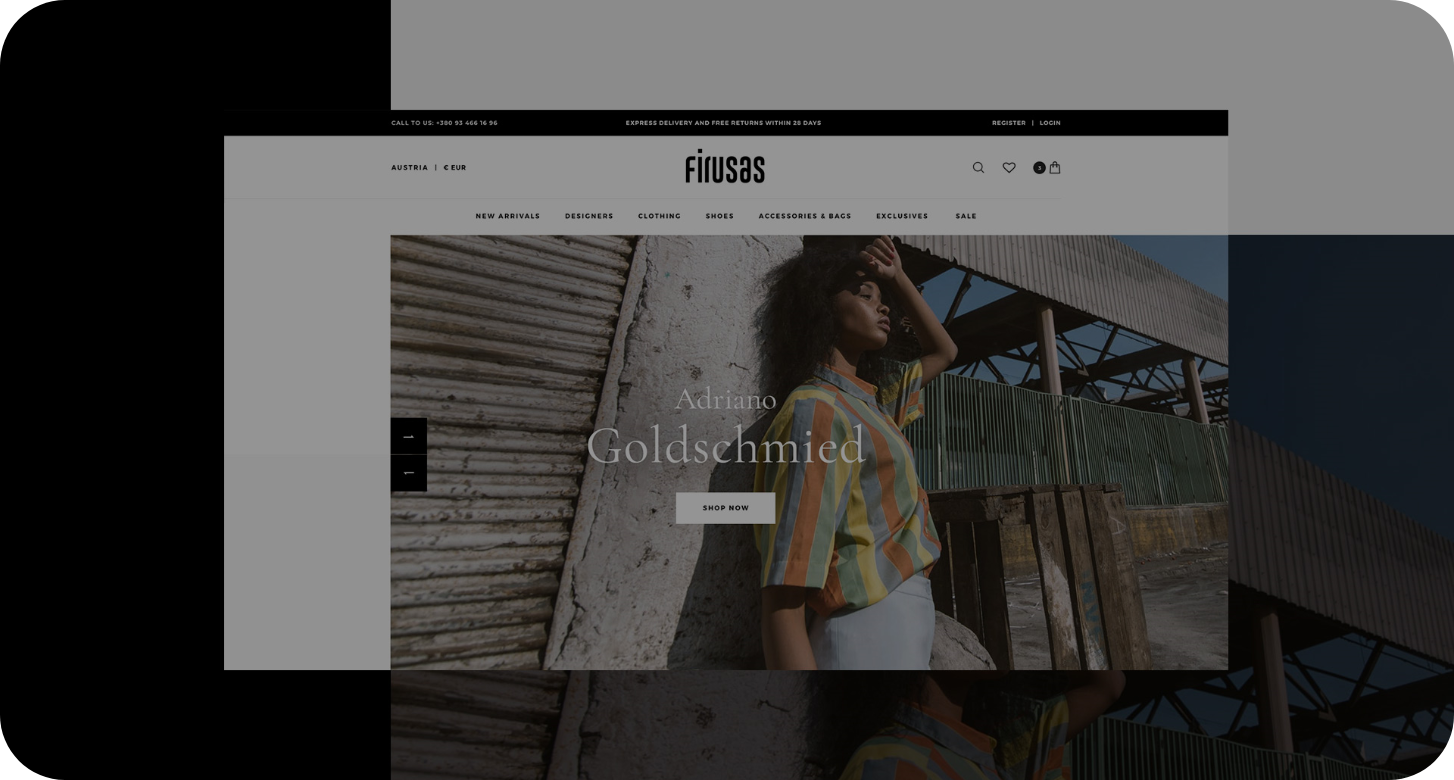 CALL TO US: +380 93 466 16 96
EXPRESS DELIVERY AND FREE RETURNS WITHIN 28 DAYS
REGISTER | LOGIN
AUSTRIA | € EUR
firusas
3
NEW ARRIVALS DESIGNERS CLOTHING SHOES ACCESSORIES & BAGS EXCLUSIVES SALE
Adriano
Goldschmied
SHOP NOW